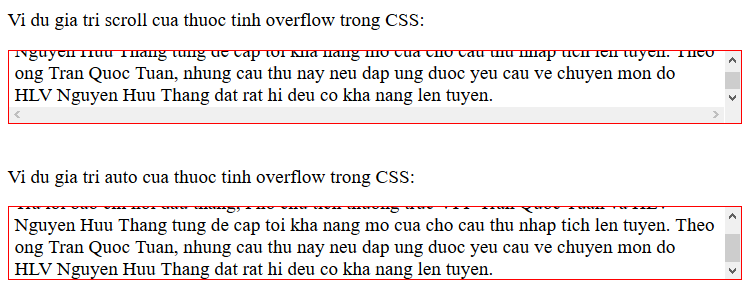 Vi du gia tri scroll cua thuoc tinh overflow trong CSS:
Nguyen Huu Thang tung de cap toi kha nang mo cua cho cau thu nhap tich len tuyen. Theo
ong Tran Quoc Tuan, nhung cau thu nay neu dap ung duoc yeu cau ve chuyen mon do
HLV Nguyen Huu Thang dat rat hi deu co kha nang len tuyen.
Vi du gia tri auto cua thuoc tinh overflow trong CSS:
Nguyen Huu Thang tung de cap toi kha nang mo cua cho cau thu nhap tich len tuyen. Theo
ong Tran Quoc Tuan, nhung cau thu nay neu dap ung duoc yeu cau ve chuyen mon do
HLV Nguyen Huu Thang dat rat hi deu co kha nang len tuyen.